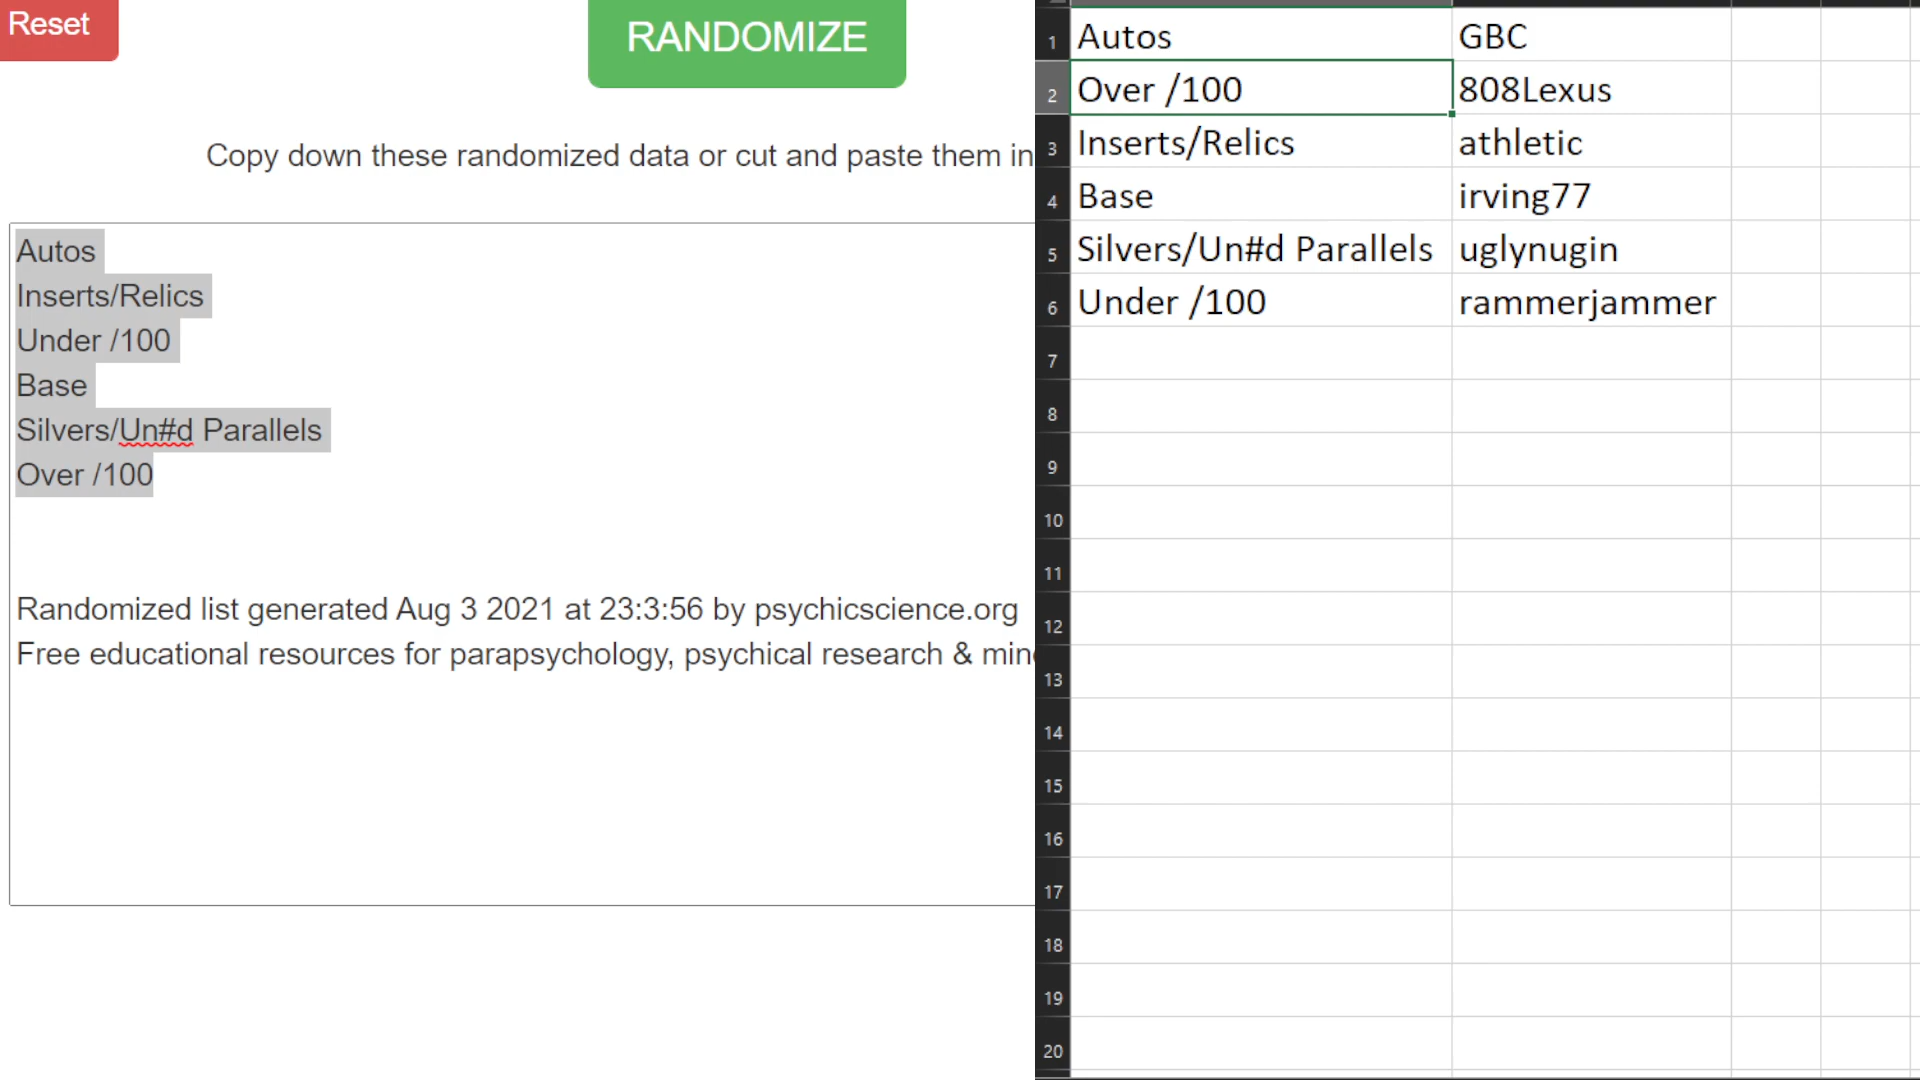 Reset
RANDOMIZE
Copy down these randomized data or cut and paste them in
Autos
Inserts/Relics
Under /100
Base
Silvers/Un#d Parallels
Over /100
Randomized list generated Aug 3 2021 at 23:3:56 by psychicscience.org
Free educational resources for parapsychology, psychical research &
1 Autos GBC
2 Over /100 808Lexus
3 Inserts/Relics athletic
4 Base irving77
5 Silvers/Un#d Parallels uglynugin
6 Under /100 rammerjammer
7
8
9
10
11
12
13
14
15
16
17
18
19
20